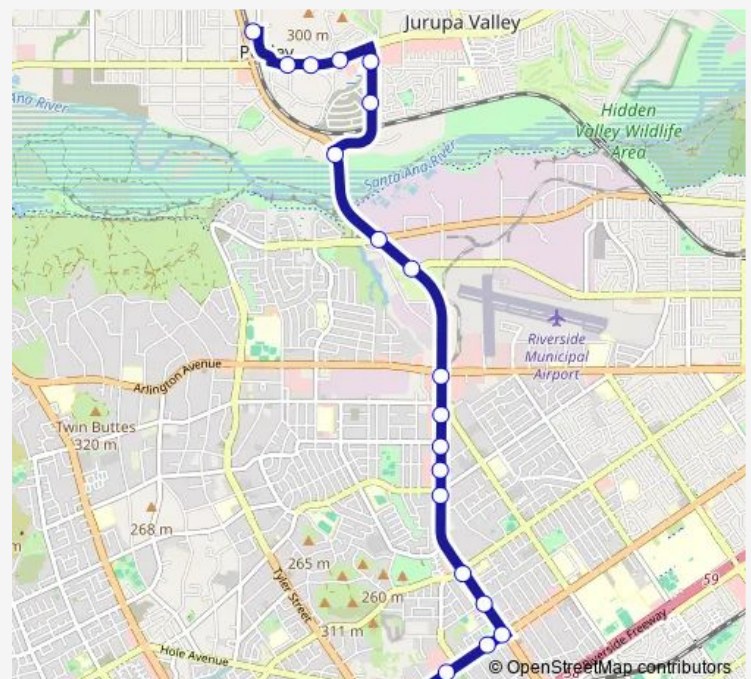 Jurupa Valley
300 m
Ana River
Hidden
Valley Wildlife
Area
Santa Ana River
Riverside
Municipal
Airport
Arlington Avenue
Twin Buttes
320 m
268 m
265 m
260 m
311 m
Tyler Street
59
Riverside Freeway
Hole Avenue
© OpenStreetMap contributors